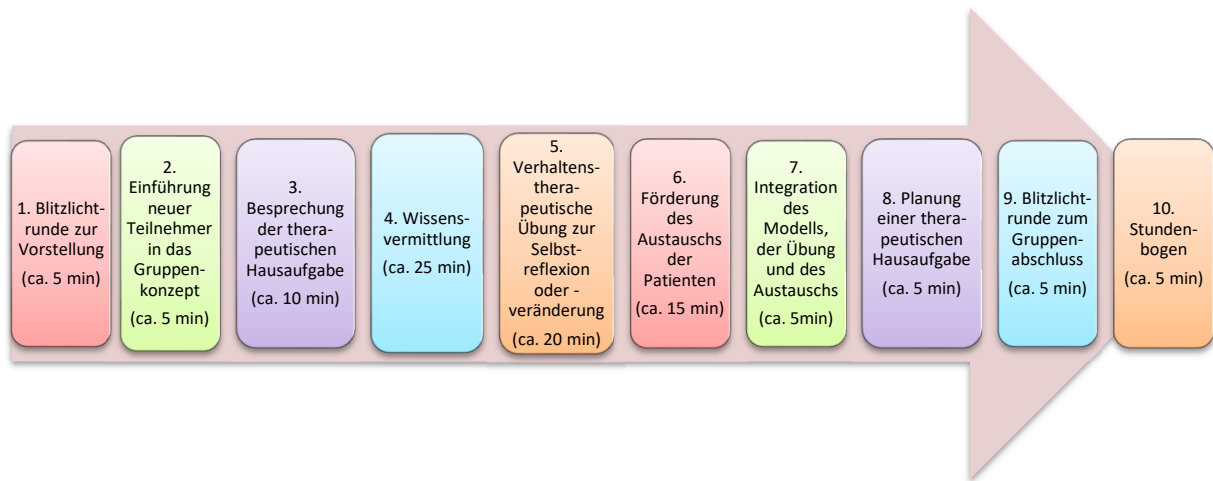 1. Blitzlicht-
runde zur
Vorstellung
(ca. 5 min)
2.
Einführung
neuer
Teilnehmer
in das
Gruppen-
konzept
(ca. 5 min)
3.
Besprechung
der thera-
peutischen
Hausaufgabe
(ca. 10 min)
4. Wissens-
vermittlung
(ca. 25 min)
5.
Verhaltens-
thera-
peutische
Übung zur
Selbst-
reflexion
oder -
veränderung
(ca. 20 min)
6.
Förderung
des
Austauschs
der
Patienten
(ca. 15 min)
7.
Integration
des
Modells,
der Übung
und des
Austauschs
(ca. 5min)
8. Planung
einer thera-
peutischen
Hausaufgabe
(ca. 5 min)
9. Blitzlicht-
runde zum
Gruppen-
abschluss
(ca. 5 min)
10.
Stunden-
bogen
(ca. 5 min)